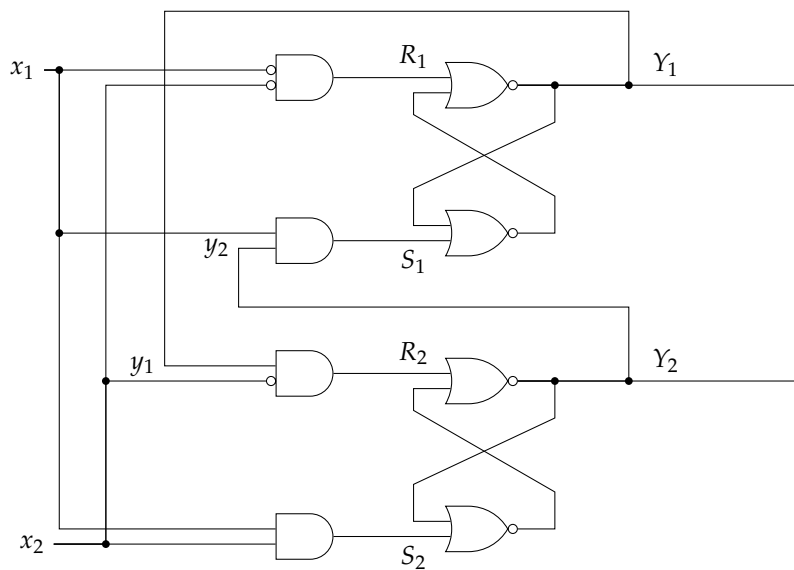 x₁
R₁
Y₁
y₂
S₁
y₁
R₂
Y₂
x₂
S₂